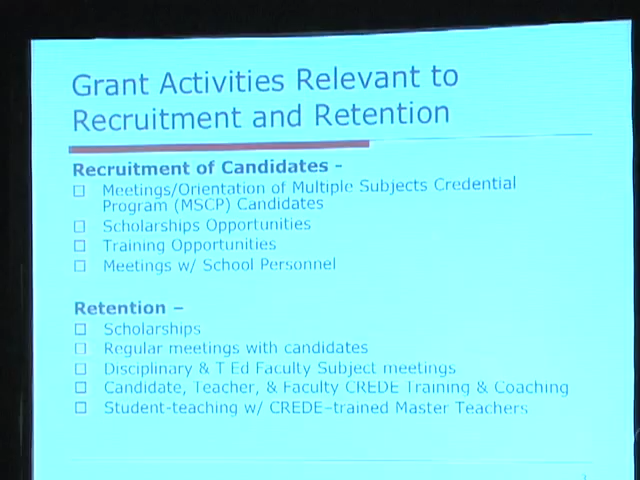 Grant Activities Relevant to
Recruitment and Retention
Recruitment of Candidates -
□ Meetings/Orientation of Multiple Subjects Credential
Program (MSCP) Candidates
□ Scholarships Opportunities
□ Training Opportunities
□ Meetings w/ School Personnel
Retention –
□ Scholarships
□ Regular meetings with candidates
□ Disciplinary & T Ed Faculty Subject meetings
□ Candidate, Teacher, & Faculty CREDE Training & Coaching
□ Student-teaching w/ CREDE–trained Master Teachers